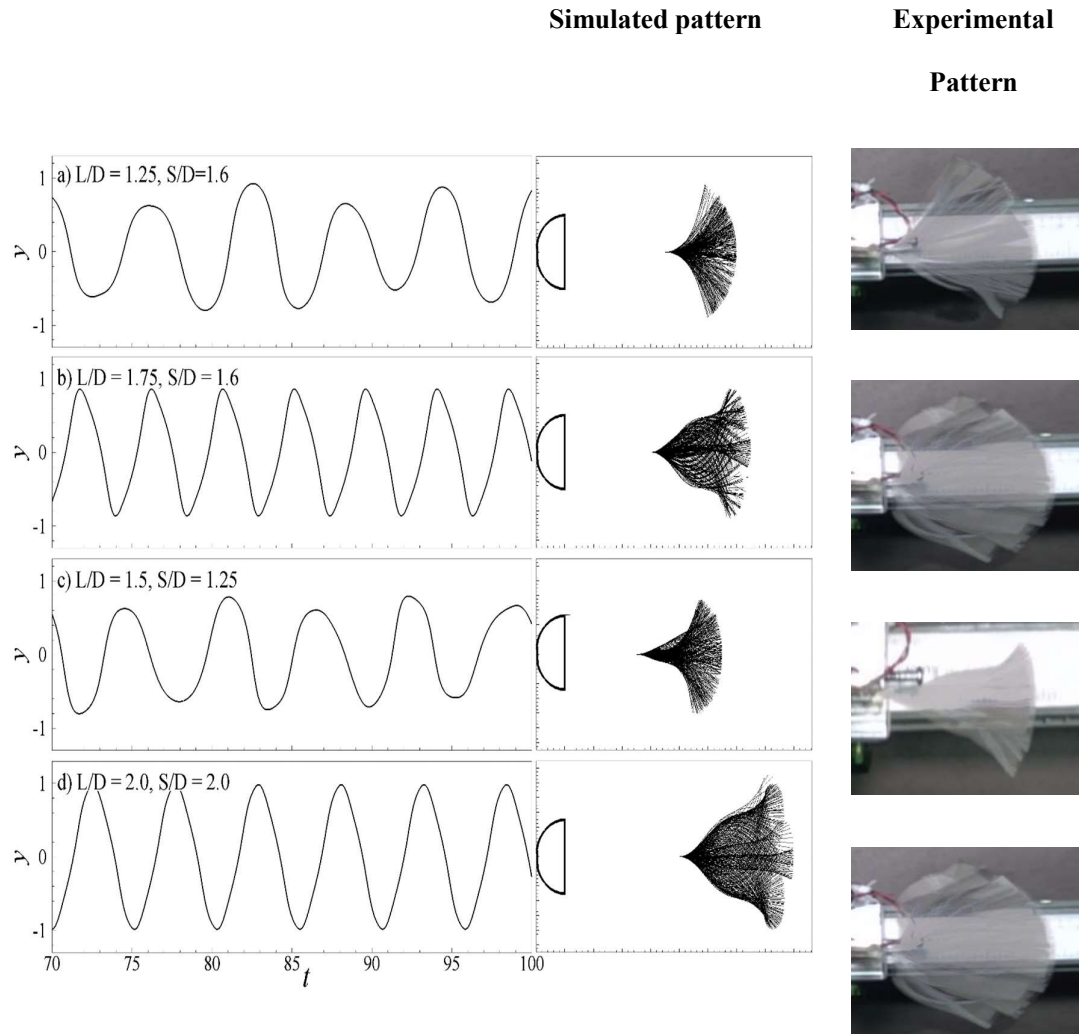 Simulated pattern
Experimental
Pattern
a) L/D = 1.25, S/D=1.6
1
0
-1
y
b) L/D = 1.75, S/D = 1.6
1
0
-1
y
c) L/D = 1.5, S/D = 1.25
1
0
-1
y
d) L/D = 2.0, S/D = 2.0
1
0
-1
y
70 75 80 85 90 95 100
t